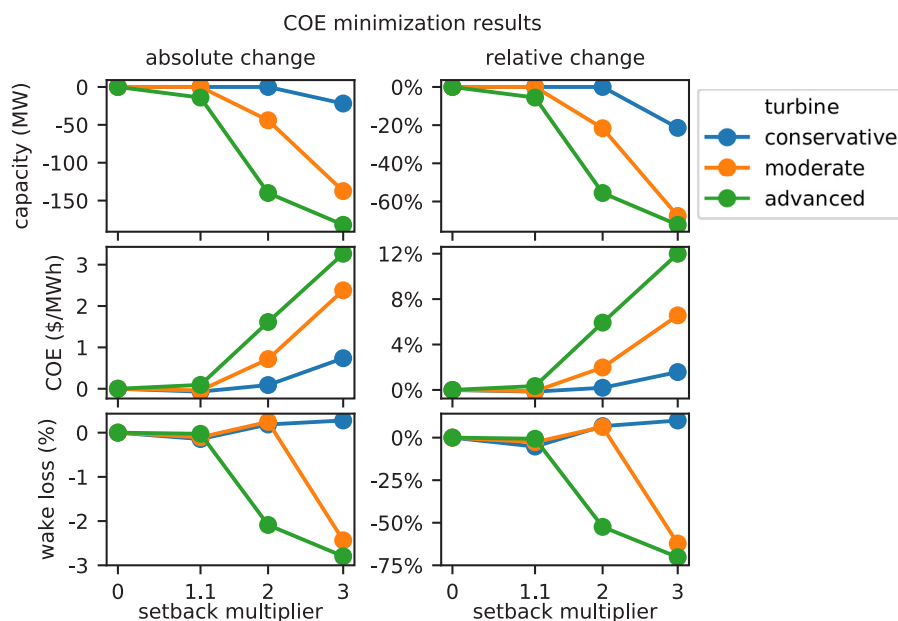 COE minimization results
absolute change
relative change
capacity (MW)
0
-50
-100
-150
0%
-20%
-40%
-60%
turbine
conservative
moderate
advanced
COE ($/MWh)
3
2
1
0
12%
8%
4%
0%
wake loss (%)
0
-1
-2
-3
0%
-25%
-50%
-75%
0 1.1 2 3
setback multiplier
0 1.1 2 3
setback multiplier